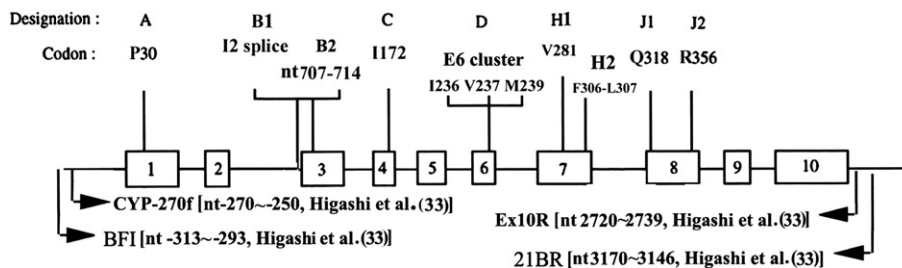 Designation : A B1 C D H1 J1 J2
Codon : P30 I2 splice B2 I172 E6 cluster V281 H2 Q318 R356
nt707-714 I236 V237 M239 F306-L307
1 2 3 4 5 6 7 8 9 10
CYP-270f [nt-270~-250, Higashi et al.(33)]
Ex10R [nt 2720~2739, Higashi et al.(33)]
BFI [nt -313~-293, Higashi et al.(33)]
21BR [nt3170~3146, Higashi et al.(33)]